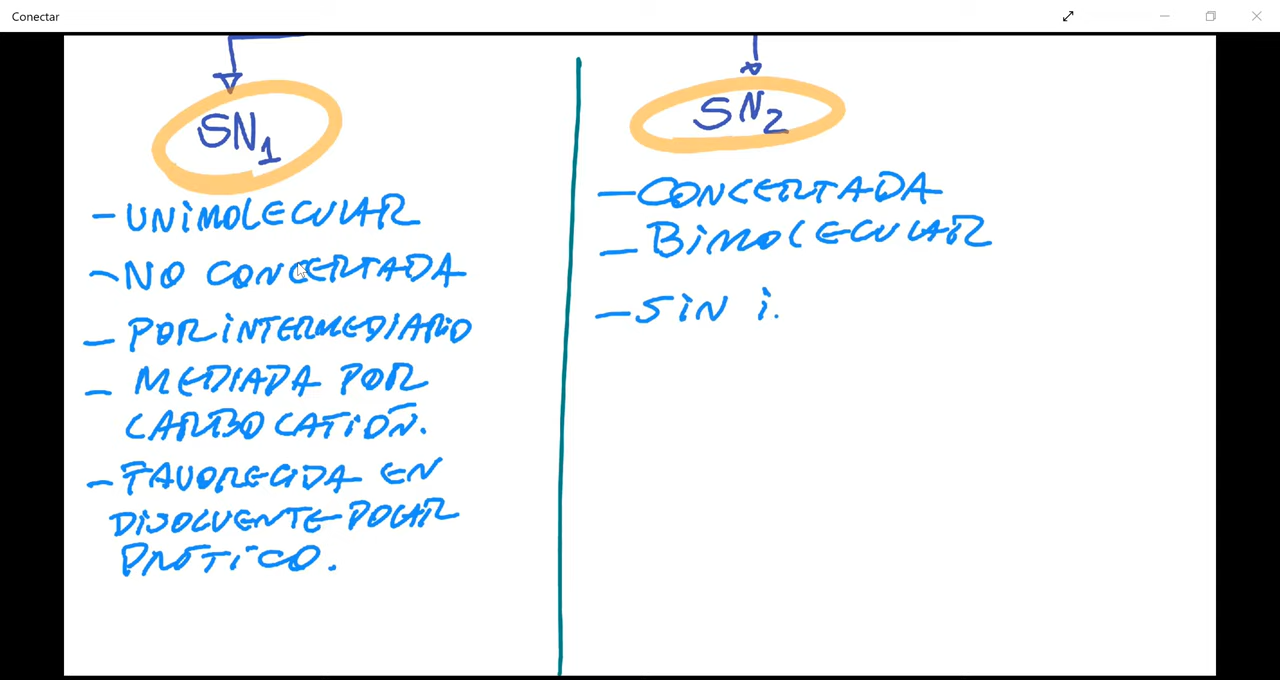 Conectar
SN1
- UNIMOLECULAR
- NO CONCERTADA
- POR INTERMEDIARIO
- MEDIADA POR
CARBOCATIÓN.
- FAVORECIDA EN
DISOLVENTE POLAR
PRÓTICO.
SN2
- CONCERTADA
- BIMOLECULAR
- SIN i.